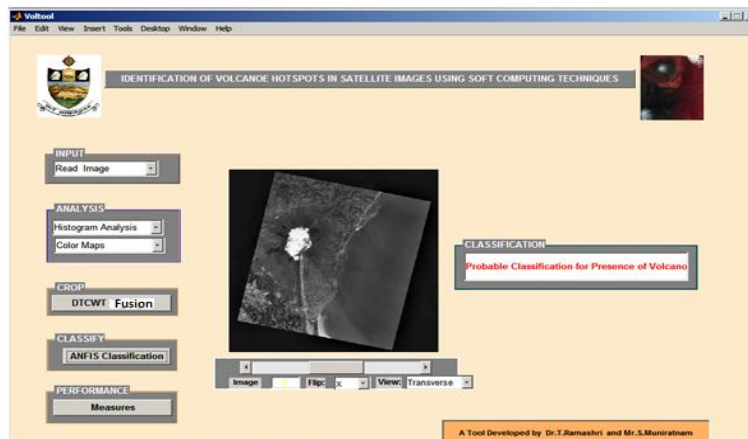 Voltool
File Edit View Insert Tools Desktop Window Help
IDENTIFICATION OF VOLCANOE HOTSPOTS IN SATELLITE IMAGES USING SOFT COMPUTING TECHNIQUES
INPUT
Read Image
ANALYSIS
Histogram Analysis
Color Maps
CROP
DTCWT Fusion
CLASSIFY
ANFIS Classification
PERFORMANCE
Measures
Image Flip: X View: Transverse
CLASSIFICATION
Probable Classification for Presence of Volcano
A Tool Developed by Dr.T.Ramashri and Mr.S.Muniratnam